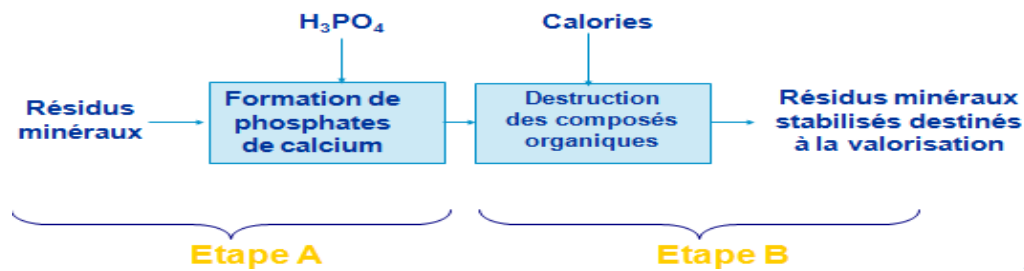 H₃PO₄
Calories
Résidus
minéraux
Formation de
phosphates
de calcium
Destruction
des composés
organiques
Résidus minéraux
stabilisés destinés
à la valorisation
Etape A
Etape B